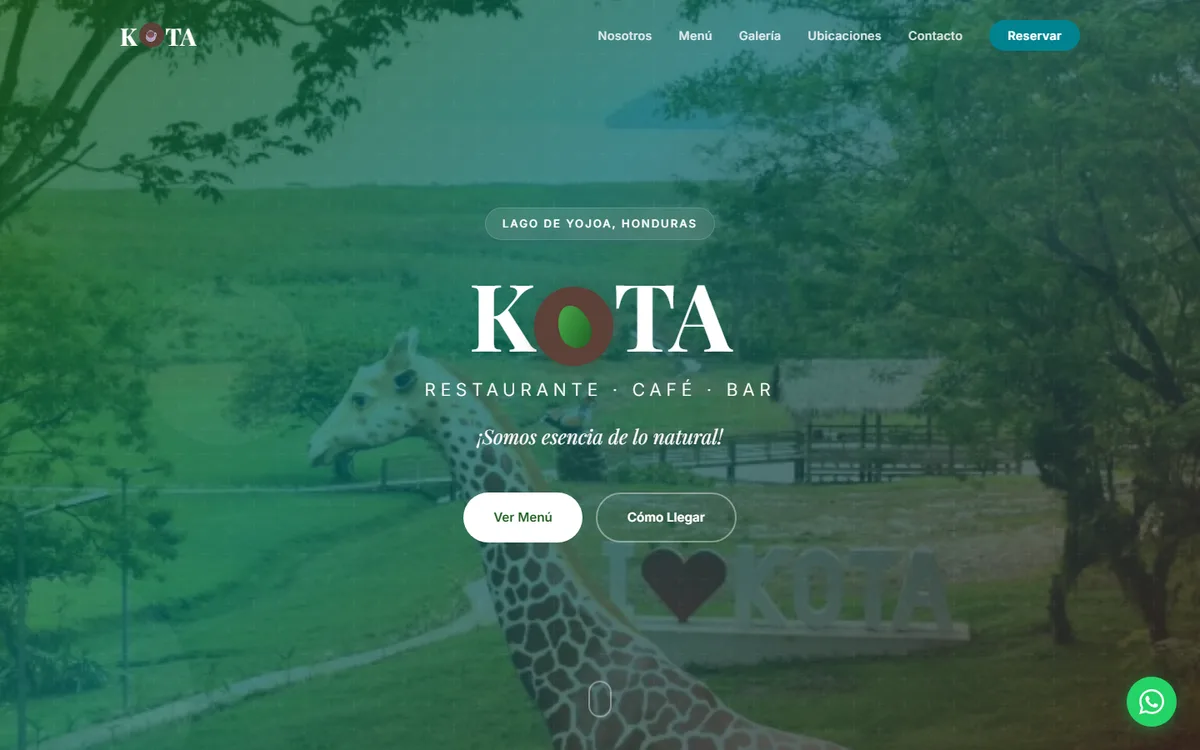 KOTA
Nosotros
Menú
Galería
Ubicaciones
Contacto
Reservar
LAGO DE YOJOA, HONDURAS
KOTA
RESTAURANTE · CAFÉ · BAR
¡Somos esencia de lo natural!
Ver Menú
Cómo Llegar
I ♥ KOTA